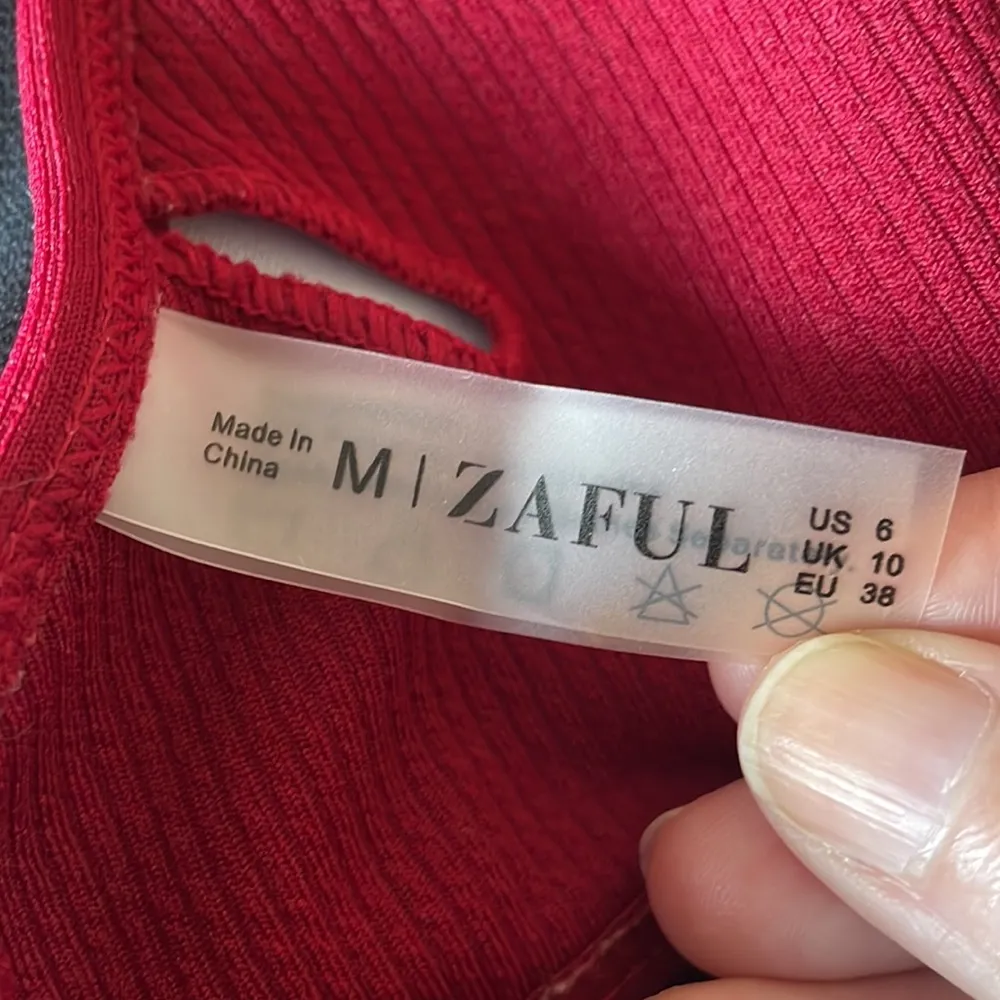 Made In
China
M | ZAFUL
US 6
UK 10
EU 38